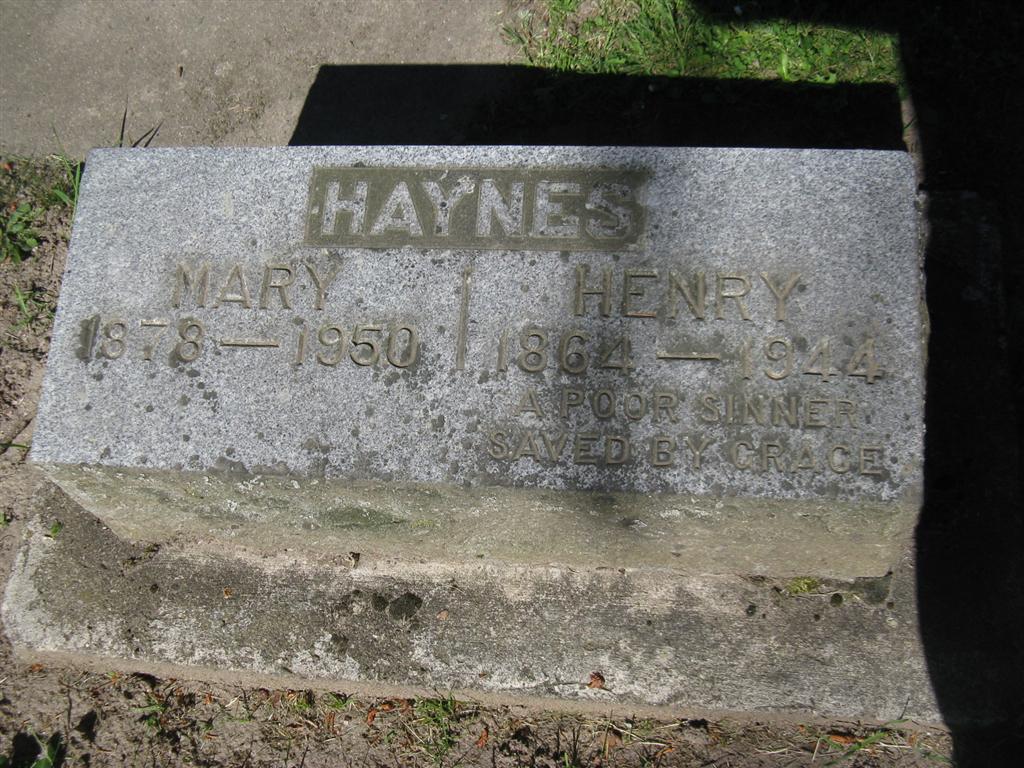 HAYNES
MARY
1878 — 1950
HENRY
1864 — 1944
A POOR SINNER
SAVED BY GRACE